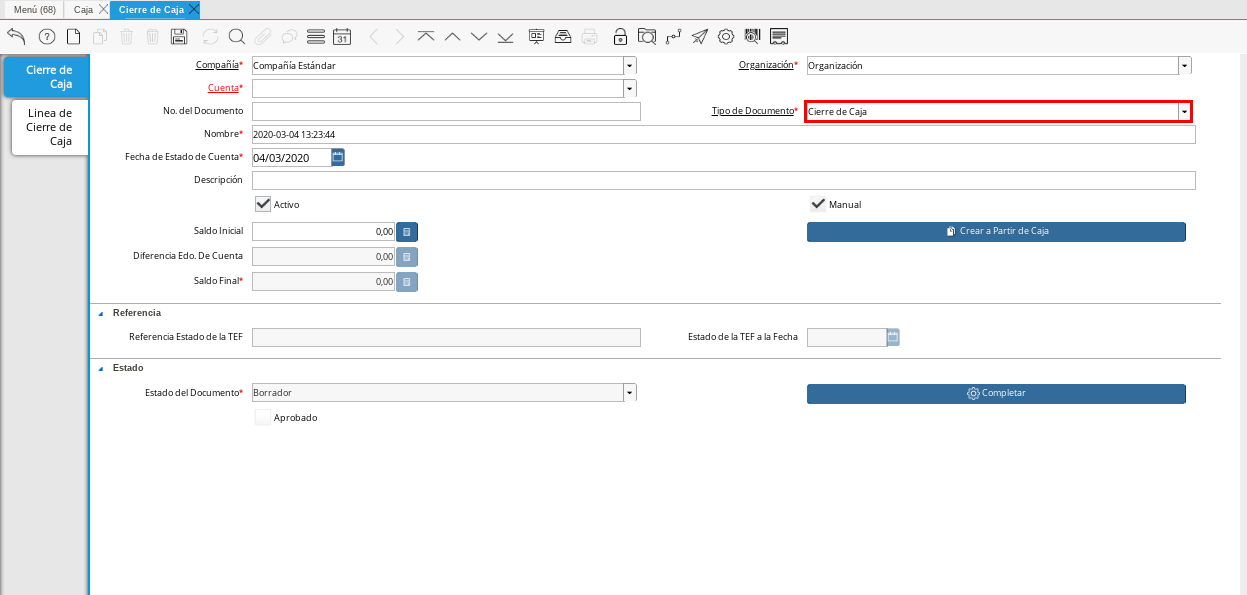 Menú (68) Caja Cierre de Caja
31
Cierre de
Caja
Linea de
Cierre de
Caja
Compañía* Compañía Estándar Organización* Organización
Cuenta*
No. del Documento Tipo de Documento* Cierre de Caja
Nombre* 2020-03-04 13:23:44
Fecha de Estado de Cuenta* 04/03/2020
Descripción
Activo Manual
Saldo Inicial 0,00 Crear a Partir de Caja
Diferencia Edo. De Cuenta 0,00
Saldo Final* 0,00
Referencia
Referencia Estado de la TEF Estado de la TEF a la Fecha
Estado
Estado del Documento* Borrador Completar
Aprobado